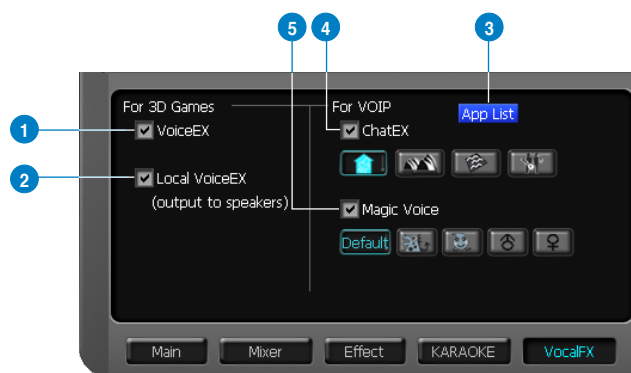 5 4 3
For 3D Games For VOIP
App List
1 VoiceEX ChatEX
2 Local VoiceEX
(output to speakers)
Magic Voice
Default
Main Mixer Effect KARAOKE VocalFX